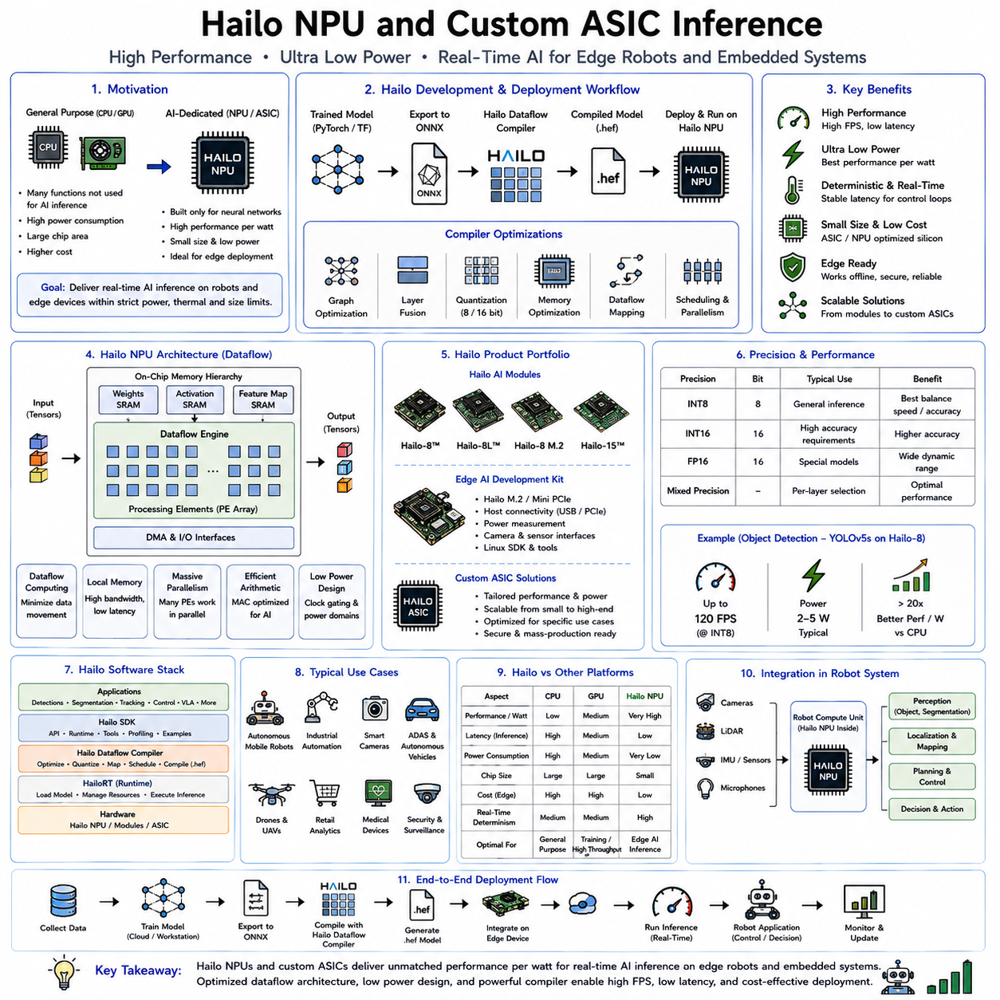 Hailo NPU and Custom ASIC Inference
High Performance • Ultra Low Power • Real-Time AI for Edge Robots and Embedded Systems
1. Motivation
General Purpose (CPU / GPU)
CPU
• Many functions not used
for AI inference
• High power consumption
• Large chip area
• Higher cost
AI-Dedicated (NPU / ASIC)
HAILO
NPU
• Built only for neural networks
• High performance per watt
• Small size & low power
• Ideal for edge deployment
Goal: Deliver real-time AI inference on robots and
edge devices within strict power, thermal and size limits.
2. Hailo Development & Deployment Workflow
Trained Model
(PyTorch / TF)
Export to
ONNX
ONNX
Hailo Dataflow
Compiler
HAILO
Compiled Model
(.hef)
.hef
Deploy & Run on
Hailo NPU
HAILO
NPU
Compiler Optimizations
Graph
Optimization
Layer
Fusion
Quantization
(8 / 16 bit)
Memory
Optimization
Dataflow
Mapping
Scheduling &
Parallelism
3. Key Benefits
High Performance
High FPS, low latency
Ultra Low Power
Best performance per watt
Deterministic & Real-Time
Stable latency for control loops
Small Size & Low Cost
ASIC / NPU optimized silicon
Edge Ready
Works offline, secure, reliable
Scalable Solutions
From modules to custom ASICs
4. Hailo NPU Architecture (Dataflow)
Input
(Tensors)
On-Chip Memory Hierarchy
Weights
SRAM
Activation
SRAM
Feature Map
SRAM
Dataflow Engine
...
Processing Elements (PE Array)
DMA & I/O Interfaces
Output
(Tensors)
Dataflow
Computing
Minimize data
movement
Local Memory
High bandwidth,
low latency
Massive
Parallelism
Many PEs work
in parallel
Efficient
Arithmetic
MAC optimized
for AI
Low Power
Design
Clock gating &
power domains
5. Hailo Product Portfolio
Hailo AI Modules
Hailo-8™
Hailo-8L™
Hailo-8 M.2
Hailo-15™
Edge AI Development Kit
• Hailo M.2 / Mini PCIe
• Host connectivity (USB / PCIe)
• Power measurement
• Camera & sensor interfaces
• Linux SDK & tools
Custom ASIC Solutions
HAILO
ASIC
• Tailored performance & power
• Scalable from small to high-end
• Optimized for specific use cases
• Secure & mass-production ready
6. Precision & Performance
Precision Bit Typical Use Benefit
INT8 8 General inference Best balance speed / accuracy
INT16 16 High accuracy requirements Higher accuracy
FP16 16 Special models Wide dynamic range
Mixed Precision – Per-layer selection Optimal performance
Example (Object Detection – YOLOv5s on Hailo-8)
Up to
120 FPS
(@ INT8)
Power
2–5 W
Typical
> 20x
Better Perf / W
vs CPU
7. Hailo Software Stack
Applications
Detections • Segmentation • Tracking • Control • VLA • More
Hailo SDK
API • Runtime • Tools • Profiling • Examples
Hailo Dataflow Compiler
Optimize • Quantize • Map • Schedule • Compile (.hef)
HailoRT (Runtime)
Load Model • Manage Resources • Execute Inference
Hardware
Hailo NPU / Modules / ASIC
8. Typical Use Cases
Autonomous
Mobile Robots
Industrial
Automation
Smart
Cameras
ADAS &
Autonomous
Vehicles
Drones &
UAVs
Retail
Analytics
Medical
Devices
Security &
Surveillance
9. Hailo vs Other Platforms
Aspect CPU GPU Hailo NPU
Performance / Watt Low Medium Very High
Latency (Inference) High Medium Low
Power Consumption High Medium Very Low
Chip Size Large Large Small
Cost (Edge) High High Low
Real-Time Determinism Medium Medium High
Optimal For General Purpose Training / High Throughput Edge AI Inference
10. Integration in Robot System
Cameras
LiDAR
IMU / Sensors
Microphones
Robot Compute Unit
(Hailo NPU Inside)
HAILO
NPU
Perception
(Object, Segmentation)
Localization &
Mapping
Planning &
Control
Decision & Action
11. End-to-End Deployment Flow
Collect Data
Train Model
(Cloud / Workstation)
Export to
ONNX
HAILO
Compile with
Hailo Dataflow
Compiler
.hef
Generate
.hef Model
Integrate on
Edge Device
Run Inference
(Real-Time)
Robot Application
(Control / Decision)
Monitor &
Update
Key Takeaway: Hailo NPUs and custom ASICs deliver unmatched performance per watt for real-time AI inference on edge robots and embedded systems.
Optimized dataflow architecture, low power design, and powerful compiler enable high FPS, low latency, and cost-effective deployment.